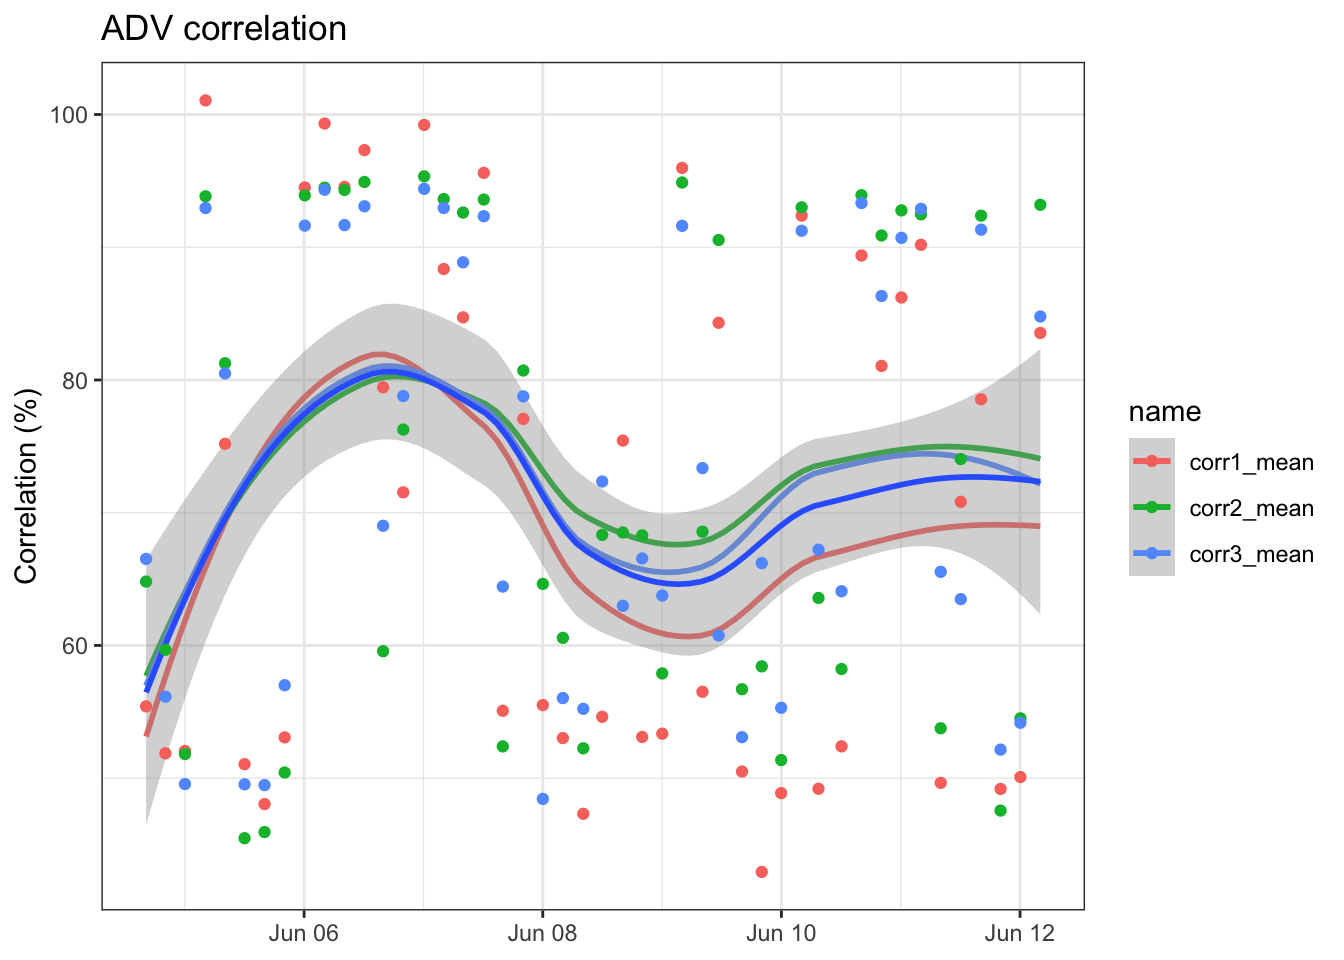 ADV correlation
100
80
60
Correlation (%)
Jun 06
Jun 08
Jun 10
Jun 12
name
corr1_mean
corr2_mean
corr3_mean